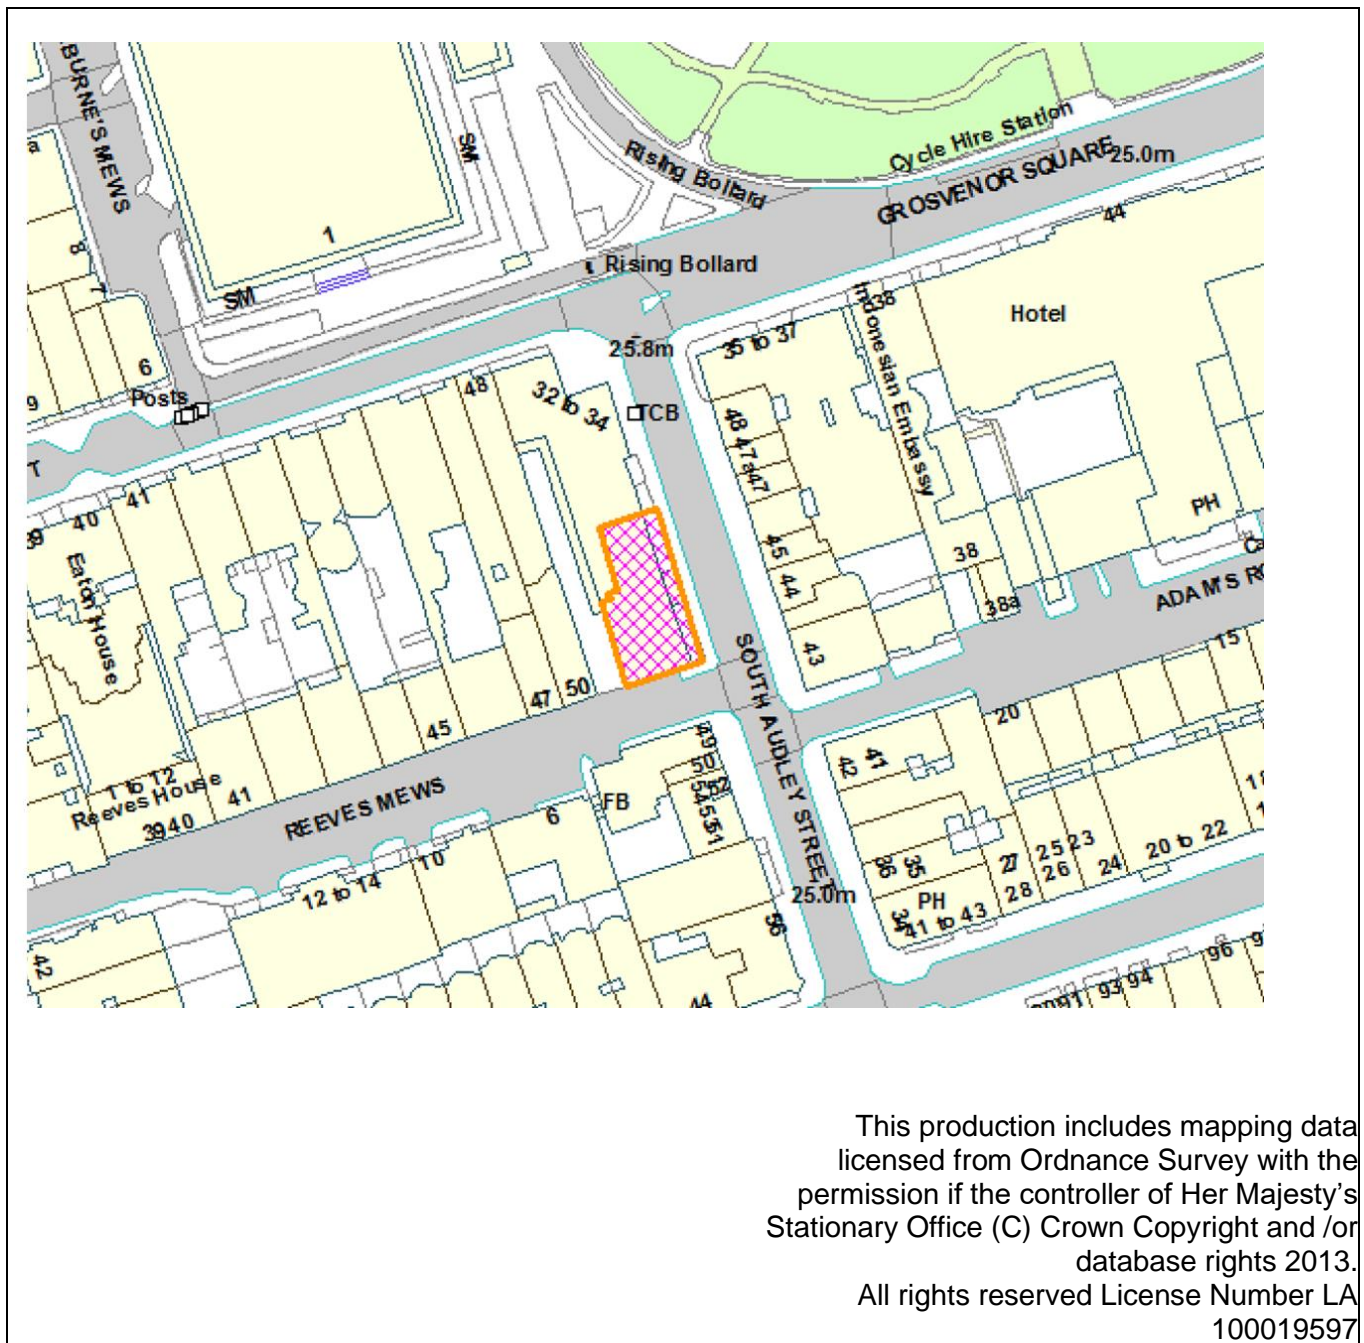 BURNE'S MEWS
SM
Rising Bollard
Cycle Hire Station
GROSVENOR SQUARE
25.0m
a
8
7
1
SM
Rising Bollard
44
38
Indonesian Embassy
Hotel
6
9
Posts
25.8m
35 to 37
48
32 to 34
TCB
48
47a
47
T
41
40
39
Eaton House
45
44
43
38
38a
PH
ADAM'S RO
15
SOUTH AUDLEY STREET
47
50
45
1 to 12
Reeves House
41
40
39
REEVES MEWS
49
50
52
54
53
51
FB
6
10
12 to 14
42
41
20
36
35
27
25
23
26
28
24
20 to 22
PH
41 to 43
25.0m
56
42
44
91
93
94
96
This production includes mapping data
licensed from Ordnance Survey with the
permission if the controller of Her Majesty’s
Stationary Office (C) Crown Copyright and /or
database rights 2013.
All rights reserved License Number LA
100019597